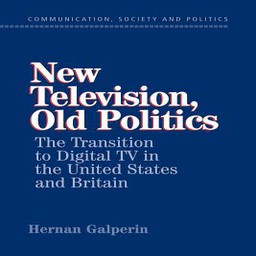 COMMUNICATION, SOCIETY AND POLITICS
New
Television,
Old Politics
The Transition
to Digital TV in
the United States
and Britain
Hernan Galperin